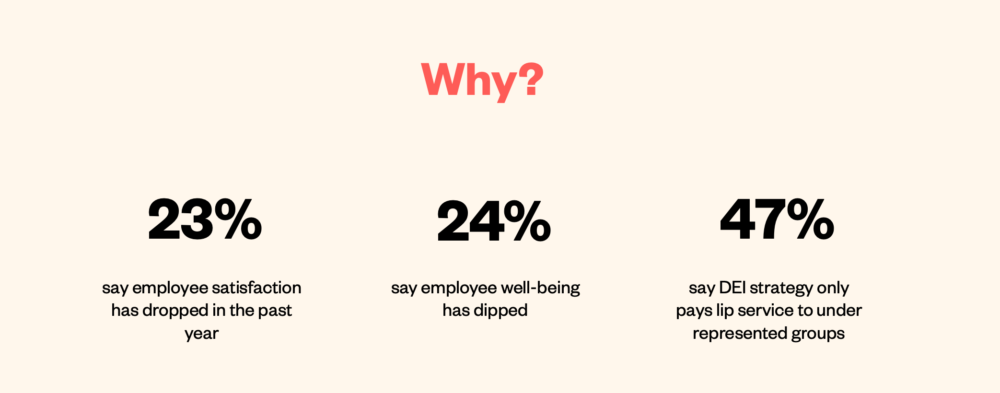 Why?
23%
say employee satisfaction
has dropped in the past
year
24%
say employee well-being
has dipped
47%
say DEI strategy only
pays lip service to under
represented groups